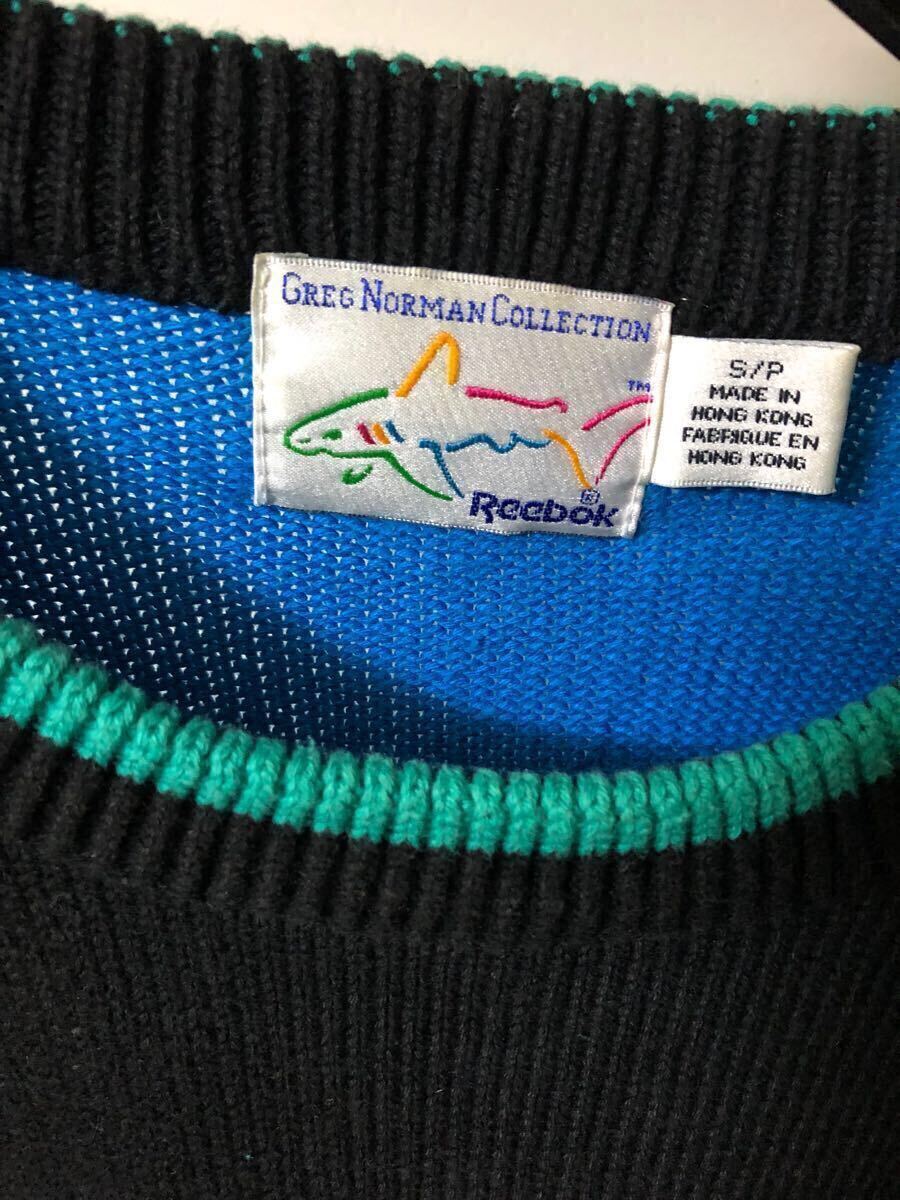 GREG NORMAN COLLECTION
TM
Reebok®
S/P
MADE IN
HONG KONG
FABRIQUE EN
HONG KONG